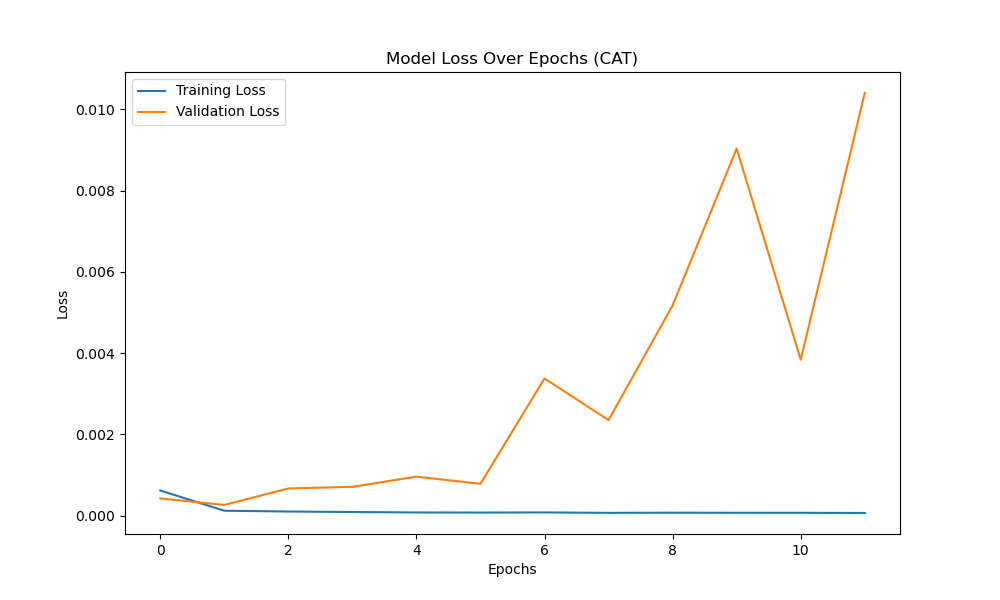 Model Loss Over Epochs (CAT)
Training Loss
Validation Loss
0.010
0.008
0.006
0.004
0.002
0.000
Loss
0 2 4 6 8 10
Epochs